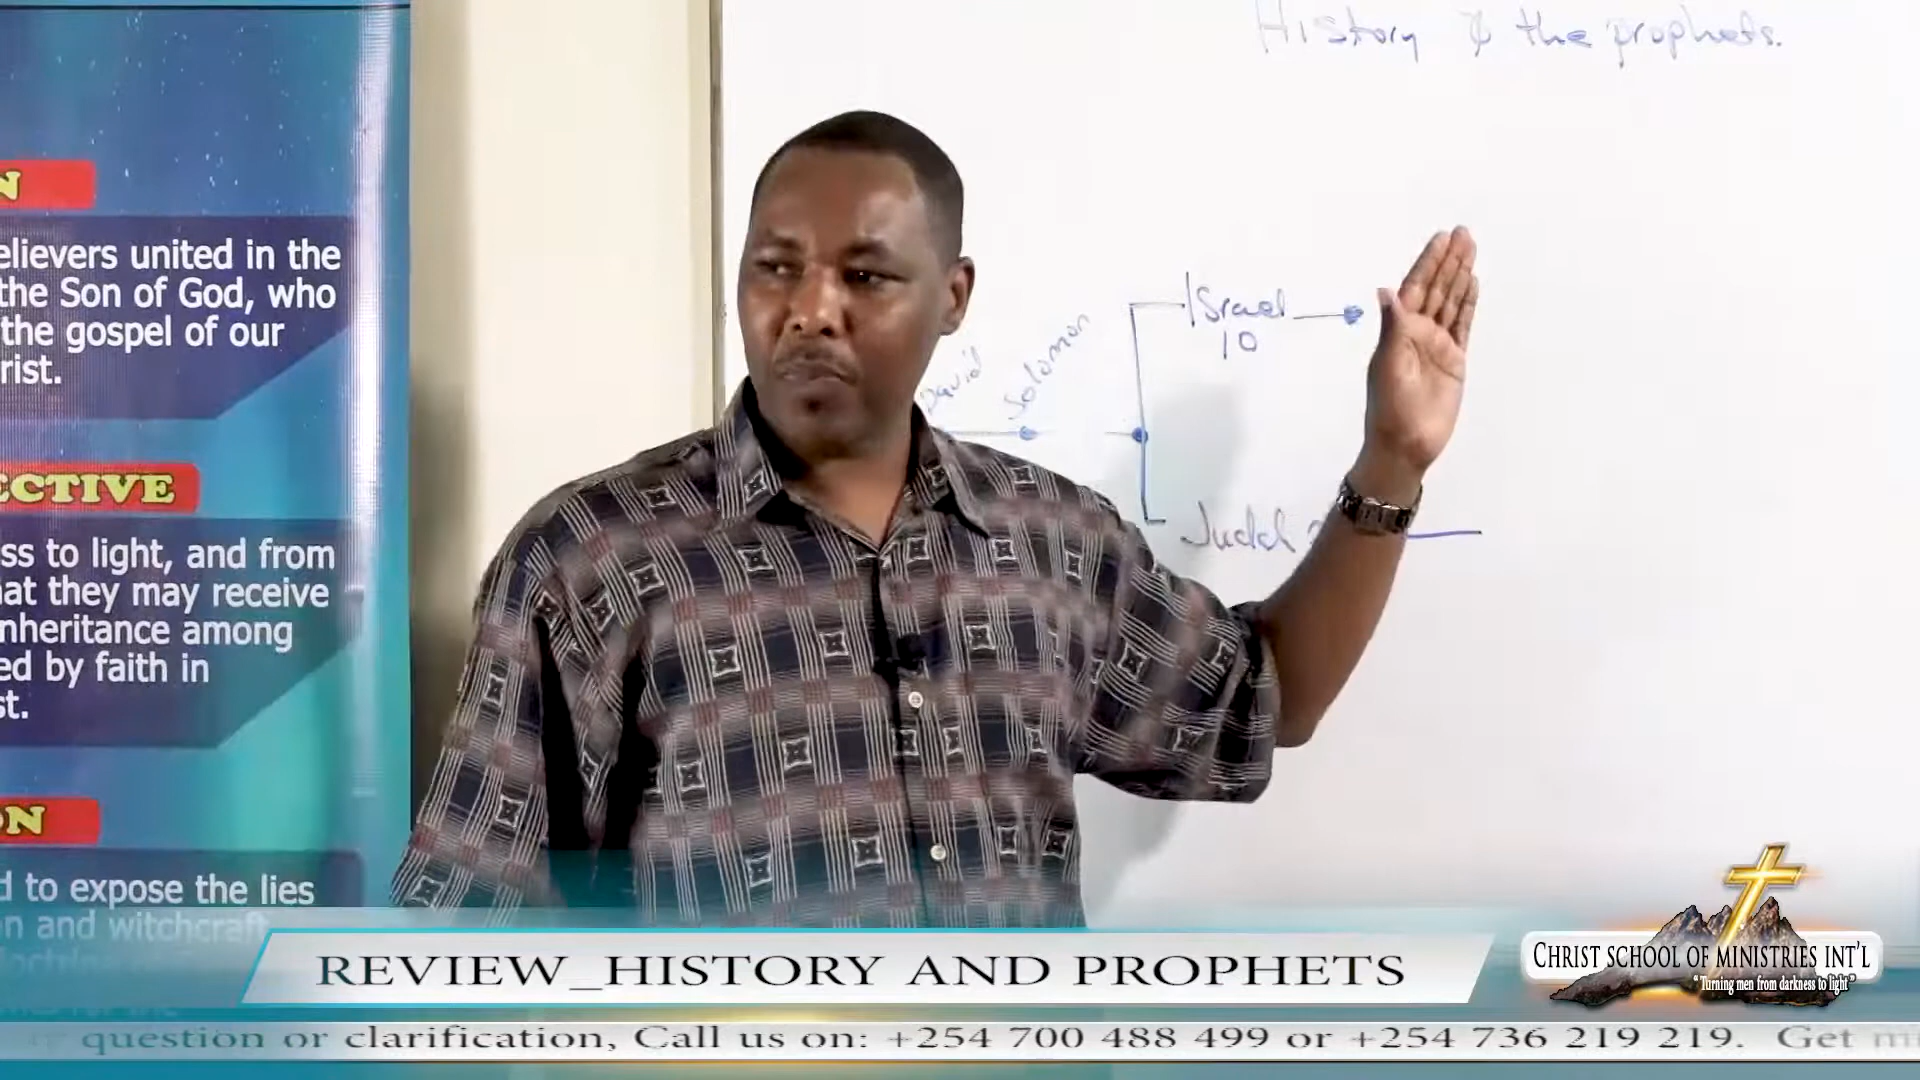 History & the prophets.
N
elievers united in the
the Son of God, who
the gospel of our
rist.
David
Solomon
Israel
10
Judah
ECTIVE
ss to light, and from
hat they may receive
nheritance among
ed by faith in
st.
ON
d to expose the lies
on and witchcraft
REVIEW_HISTORY AND PROPHETS
CHRIST SCHOOL OF MINISTRIES INT'L
"Turning men from darkness to light"
question or clarification, Call us on: +254 700 488 499 or +254 736 219 219. Get